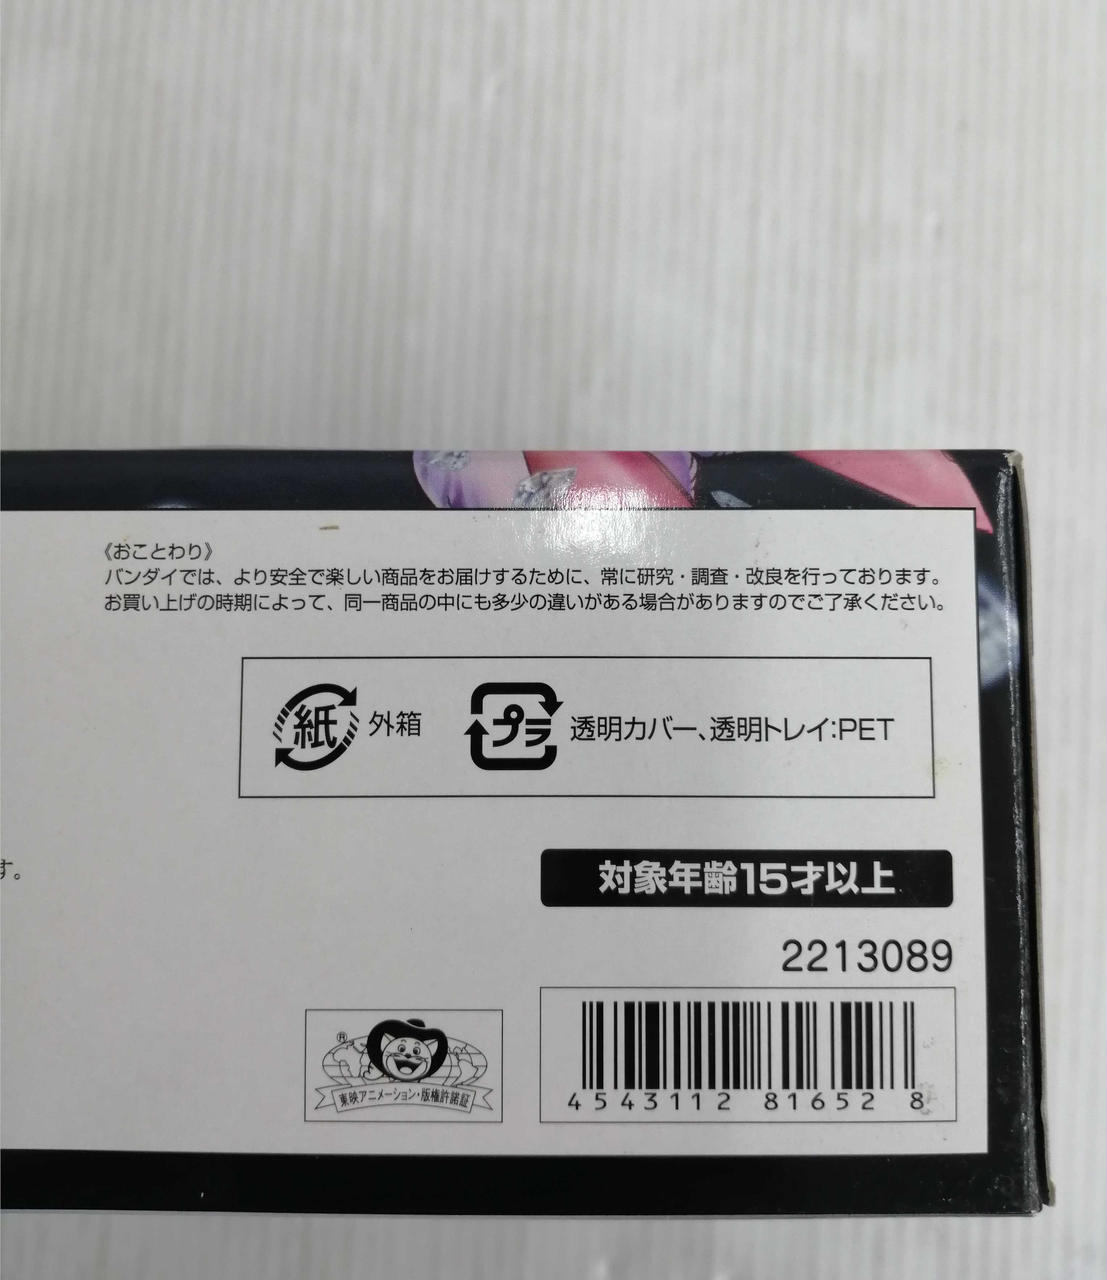 《おことわり》
バンダイでは、より安全で楽しい商品をお届けするために、常に研究・調査・改良を行っております。
お買い上げの時期によって、同一商品の中にも多少の違いがある場合がありますのでご了承ください。
紙 外箱 プラ 透明カバー、透明トレイ:PET
す。
対象年齢15才以上
2213089
®
東映アニメーション・版権許諾証
4 543112 816528